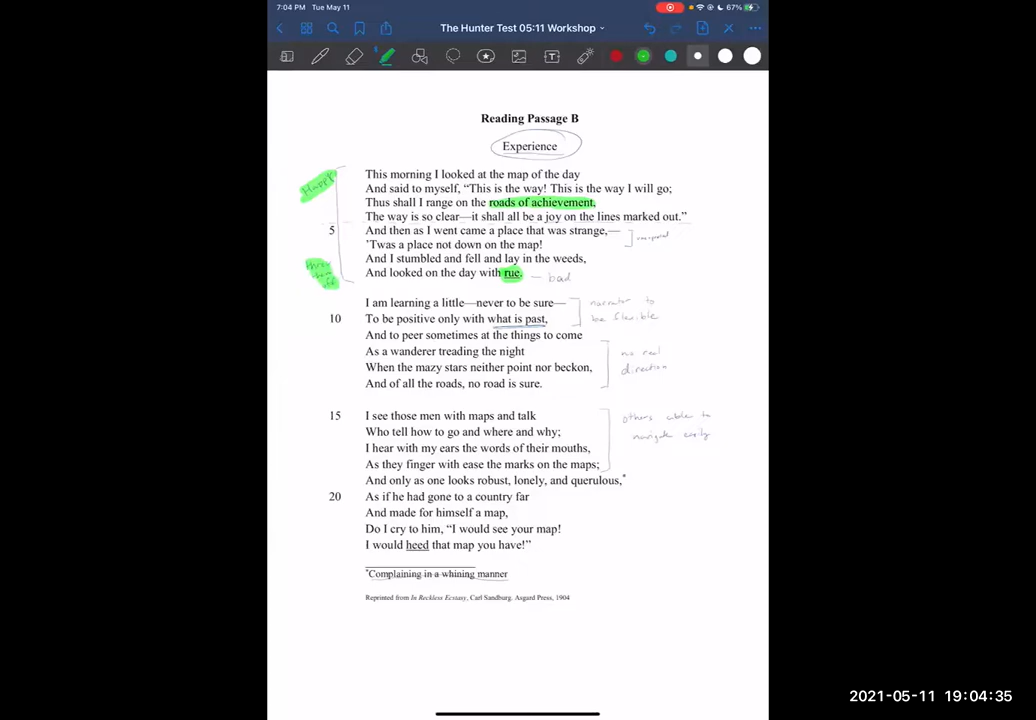 7:04 PM Tue May 11
67%
The Hunter Test 05:11 Workshop
Reading Passage B
Experience
This morning I looked at the map of the day
And said to myself, “This is the way! This is the way I will go;
Thus shall I range on the roads of achievement,
The way is so clear—it shall all be a joy on the lines marked out.”
5 And then as I went came a place that was strange,—
’Twas a place not down on the map!
And I stumbled and fell and lay in the weeds,
And looked on the day with rue.
Happy
threw
them
off
bad
I am learning a little—never to be sure—
10 To be positive only with what is past,
And to peer sometimes at the things to come
As a wanderer treading the night
When the mazy stars neither point nor beckon,
And of all the roads, no road is sure.
narrator to
be flexible
no real
direction
15 I see those men with maps and talk
Who tell how to go and where and why;
I hear with my ears the words of their mouths,
As they finger with ease the marks on the maps;
And only as one looks robust, lonely, and querulous,*
20 As if he had gone to a country far
And made for himself a map,
Do I cry to him, “I would see your map!
I would heed that map you have!”
others able to
navigate easily
*Complaining in a whining manner
Reprinted from In Reckless Ecstasy, Carl Sandburg. Asgard Press, 1904
2021-05-11 19:04:35